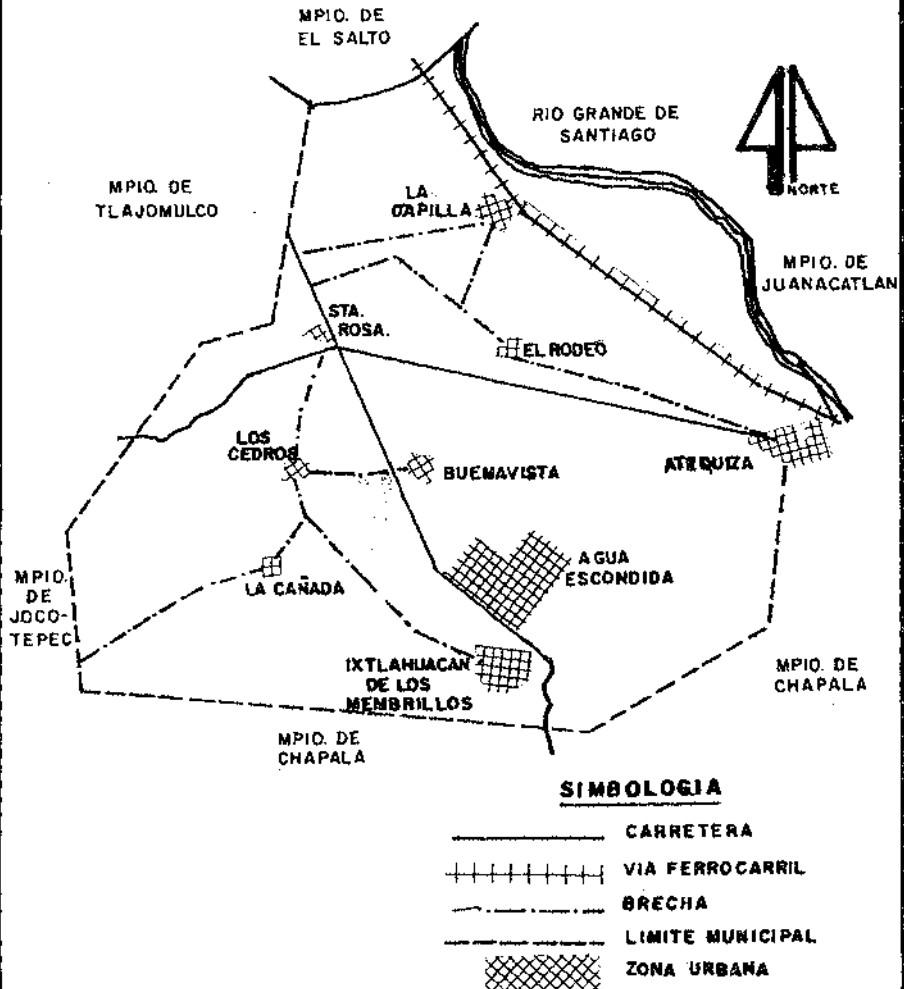 MPIO. DE
EL SALTO
RIO GRANDE DE
SANTIAGO
NORTE
MPIO. DE
TLAJOMULCO
LA
CAPILLA
MPIO. DE
JUANACATLAN
STA.
ROSA.
EL RODEO
LOS
CEDROS
BUENAVISTA
ATEQUIZA
AGUA
ESCONDIDA
MPIO.
DE
JOCO-
TEPEC
LA CAÑADA
IXTLAHUACAN
DE LOS
MEMBRILLOS
MPIO. DE
CHAPALA
MPIO. DE
CHAPALA
SIMBOLOGIA
CARRETERA
VIA FERROCARRIL
BRECHA
LIMITE MUNICIPAL
ZONA URBANA